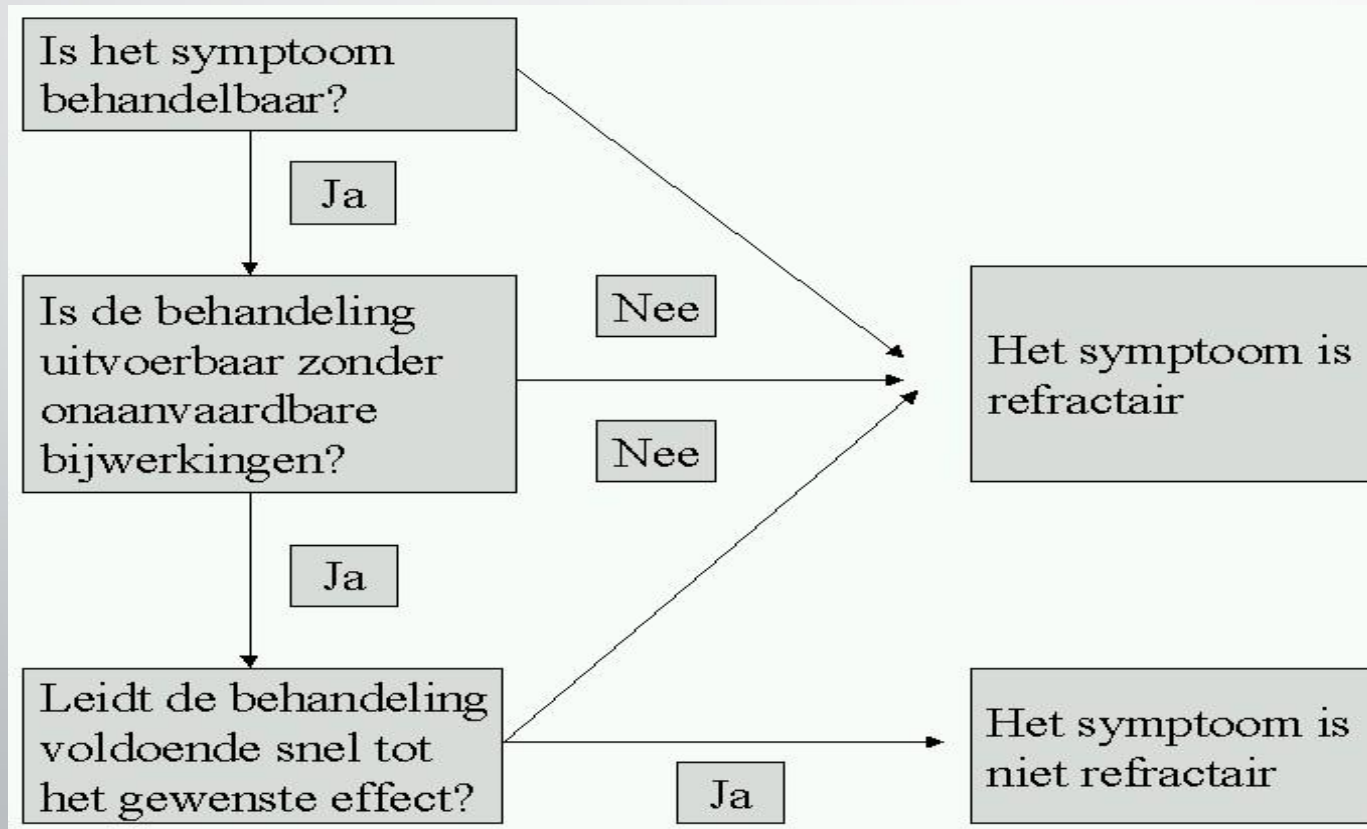 Is het symptoom
behandelbaar?
Ja
Is de behandeling
uitvoerbaar zonder
onaanvaardbare
bijwerkingen?
Nee
Nee
Het symptoom is
refractair
Ja
Leidt de behandeling
voldoende snel tot
het gewenste effect?
Ja
Het symptoom is
niet refractair